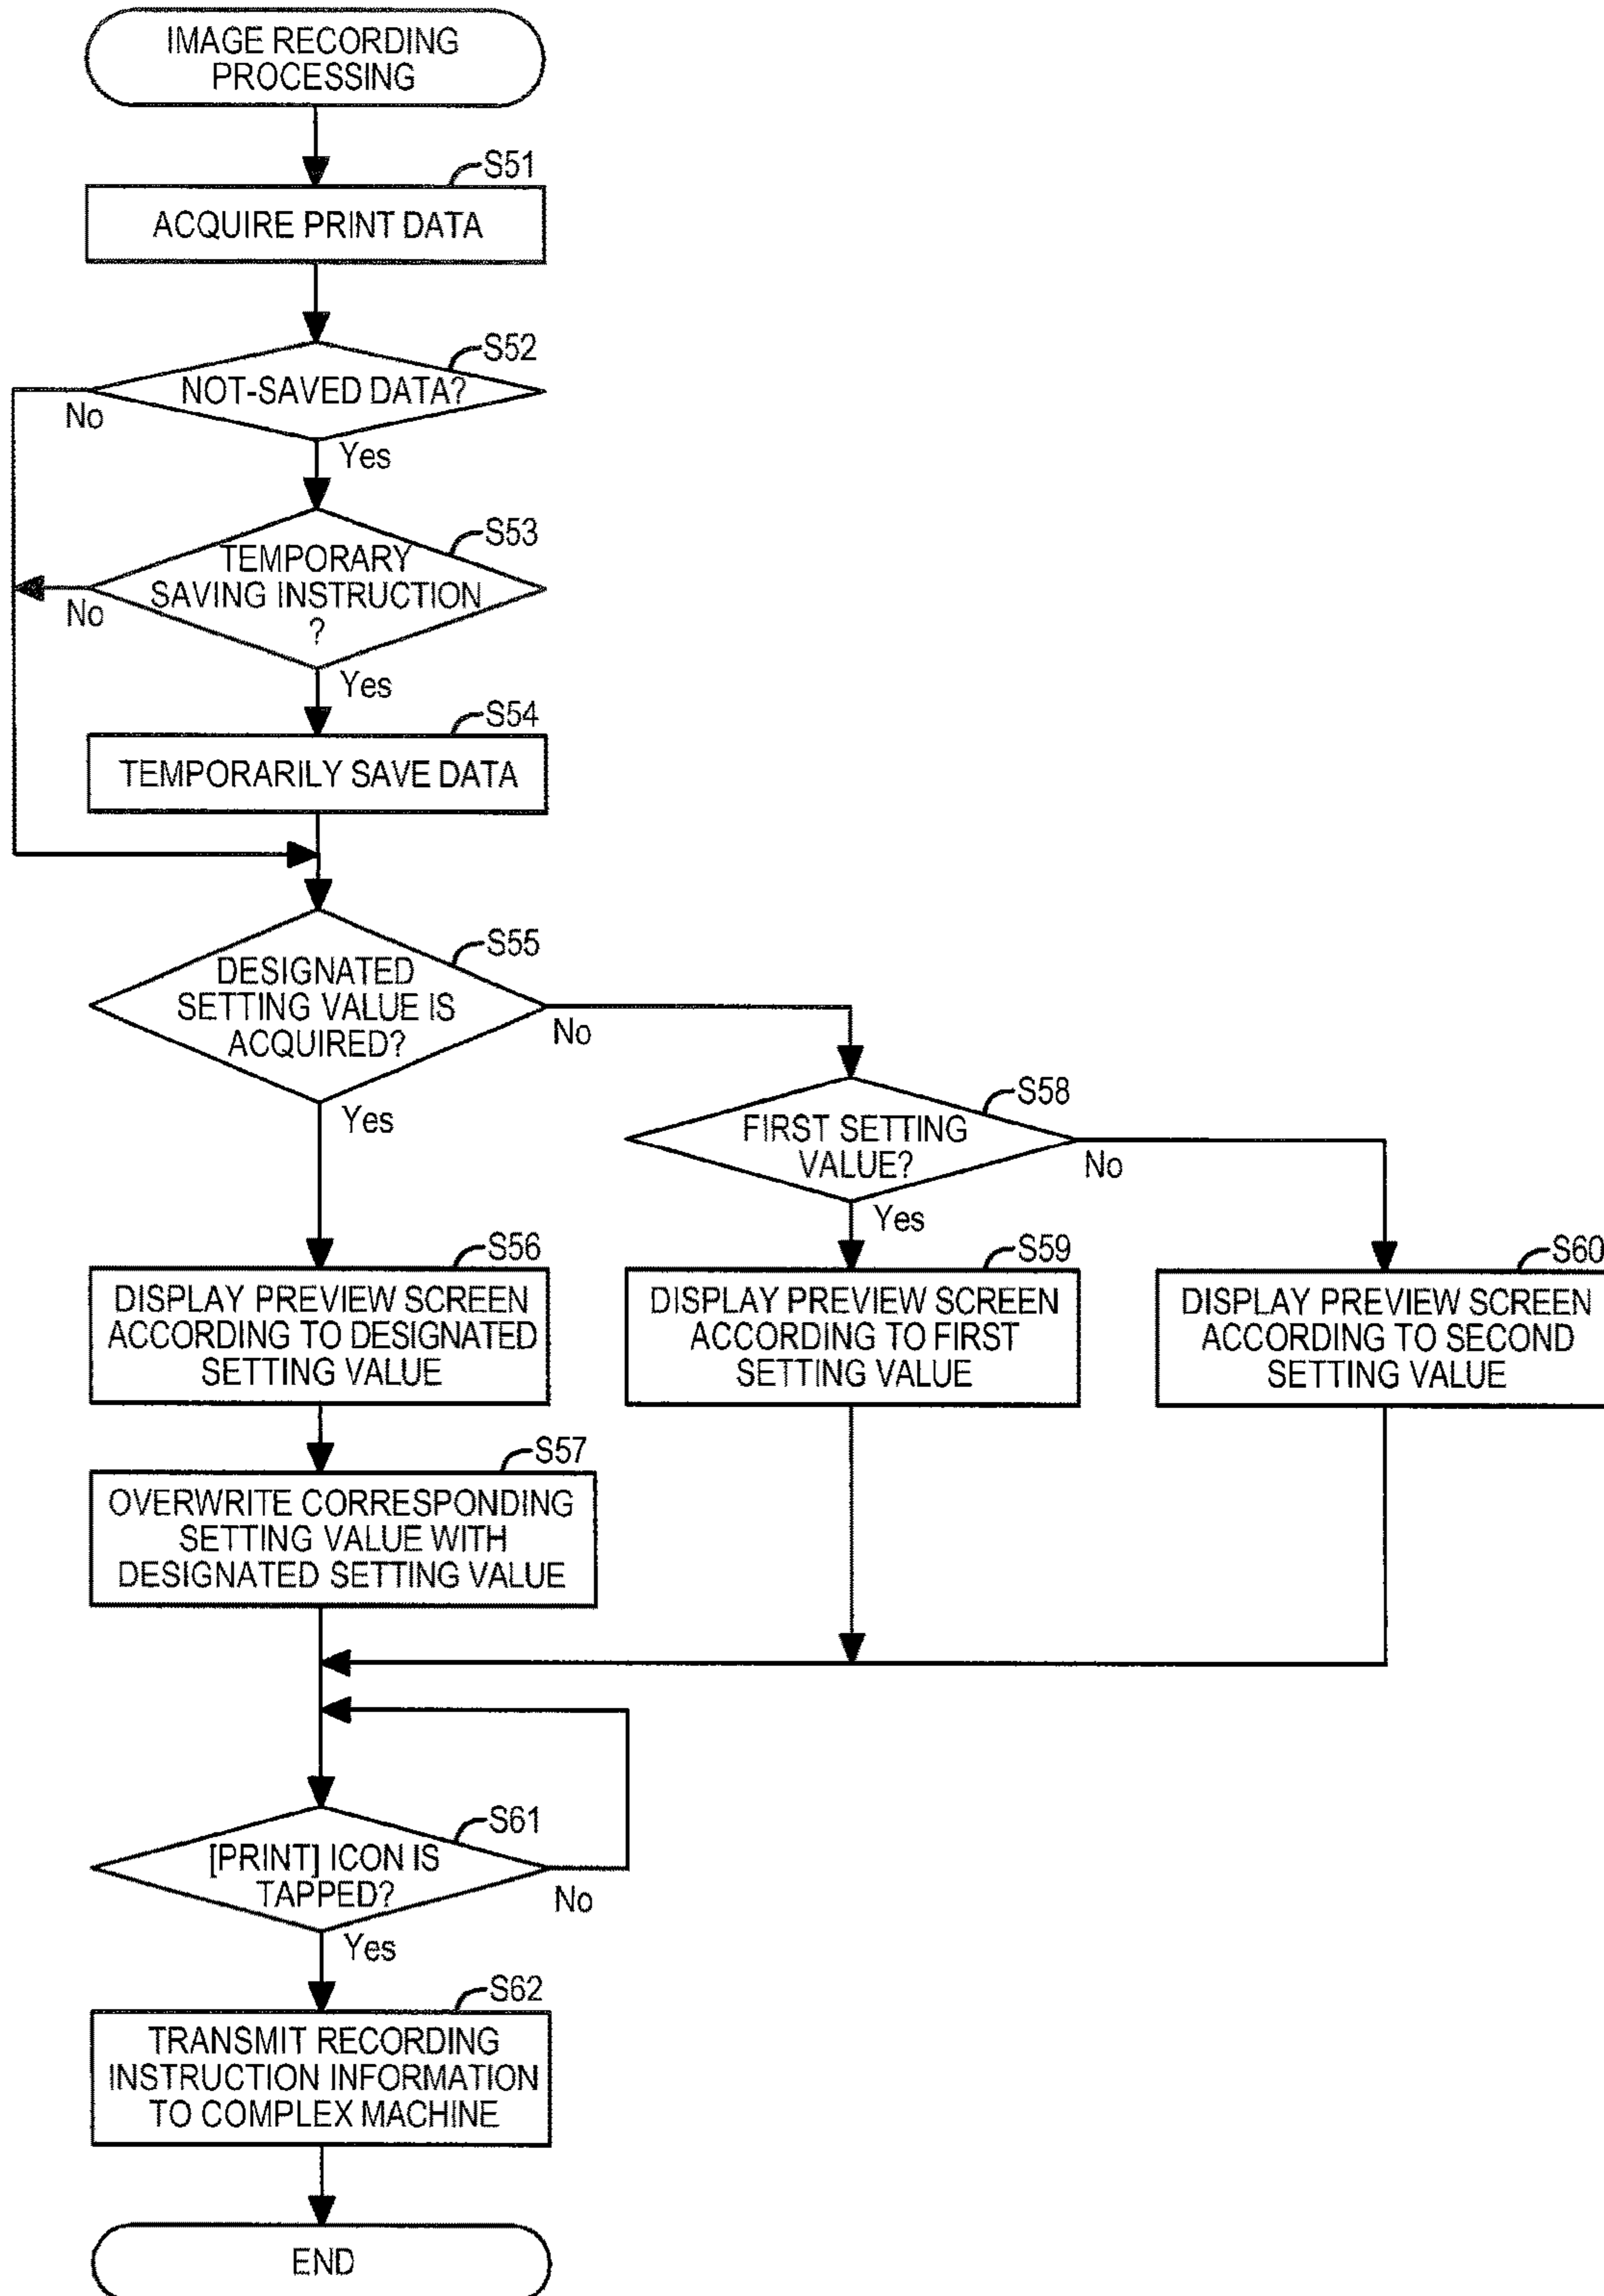 IMAGE RECORDING
PROCESSING
S51
ACQUIRE PRINT DATA
S52
NOT-SAVED DATA?
No
Yes
S53
TEMPORARY
SAVING INSTRUCTION
?
No
Yes
S54
TEMPORARILY SAVE DATA
S55
DESIGNATED
SETTING VALUE IS
ACQUIRED?
No
Yes
S58
FIRST SETTING
VALUE?
No
Yes
S56
DISPLAY PREVIEW SCREEN
ACCORDING TO DESIGNATED
SETTING VALUE
S59
DISPLAY PREVIEW SCREEN
ACCORDING TO FIRST
SETTING VALUE
S60
DISPLAY PREVIEW SCREEN
ACCORDING TO SECOND
SETTING VALUE
S57
OVERWRITE CORRESPONDING
SETTING VALUE WITH
DESIGNATED SETTING VALUE
S61
[PRINT] ICON IS
TAPPED?
No
Yes
S62
TRANSMIT RECORDING
INSTRUCTION INFORMATION
TO COMPLEX MACHINE
END